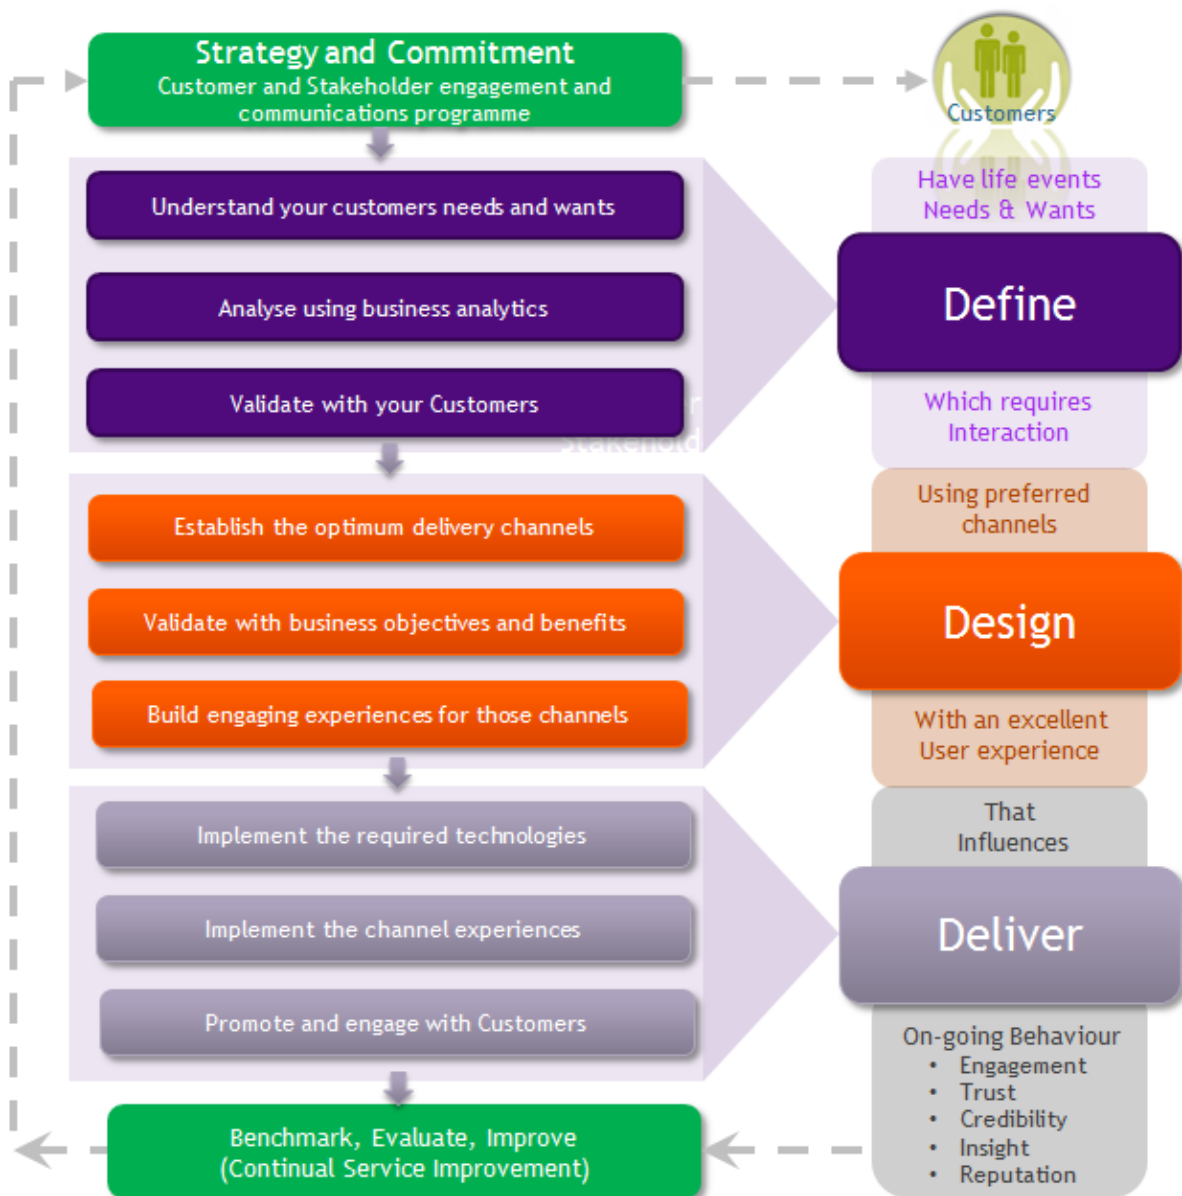 Strategy and Commitment
Customer and Stakeholder engagement and
communications programme
Customers
Understand your customers needs and wants
Analyse using business analytics
Validate with your Customers
r
Stakehold
Have life events
Needs & Wants
Define
Which requires
Interaction
Establish the optimum delivery channels
Validate with business objectives and benefits
Build engaging experiences for those channels
Using preferred
channels
Design
With an excellent
User experience
Implement the required technologies
Implement the channel experiences
Promote and engage with Customers
That
Influences
Deliver
On-going Behaviour
• Engagement
• Trust
• Credibility
• Insight
• Reputation
Benchmark, Evaluate, Improve
(Continual Service Improvement)